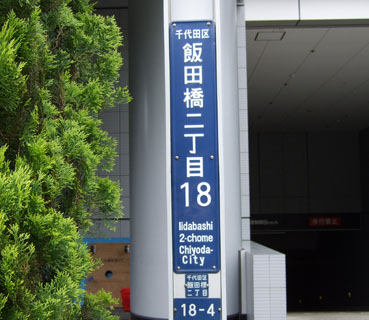 千代田区
飯田橋二丁目
18
Iidabashi
2-chome
Chiyoda-
City
千代田区
飯田橋
二丁目
18-4